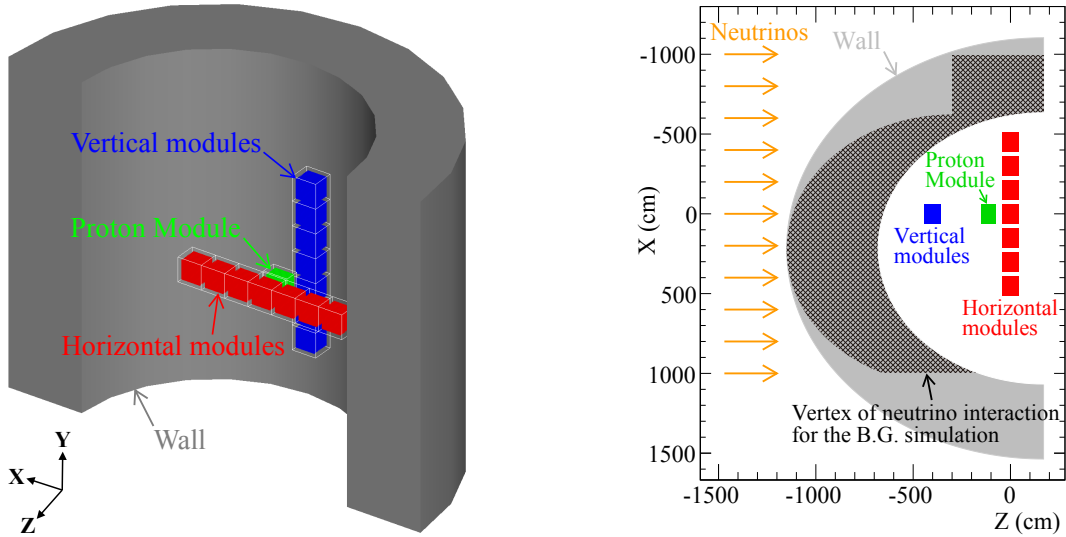 Vertical modules
Proton Module
Horizontal modules
Wall
Y
X
Z
Neutrinos
Wall
Proton
Module
Vertical
modules
Horizontal
modules
Vertex of neutrino interaction
for the B.G. simulation
X (cm)
-1000
-500
0
500
1000
1500
-1500 -1000 -500 0
Z (cm)